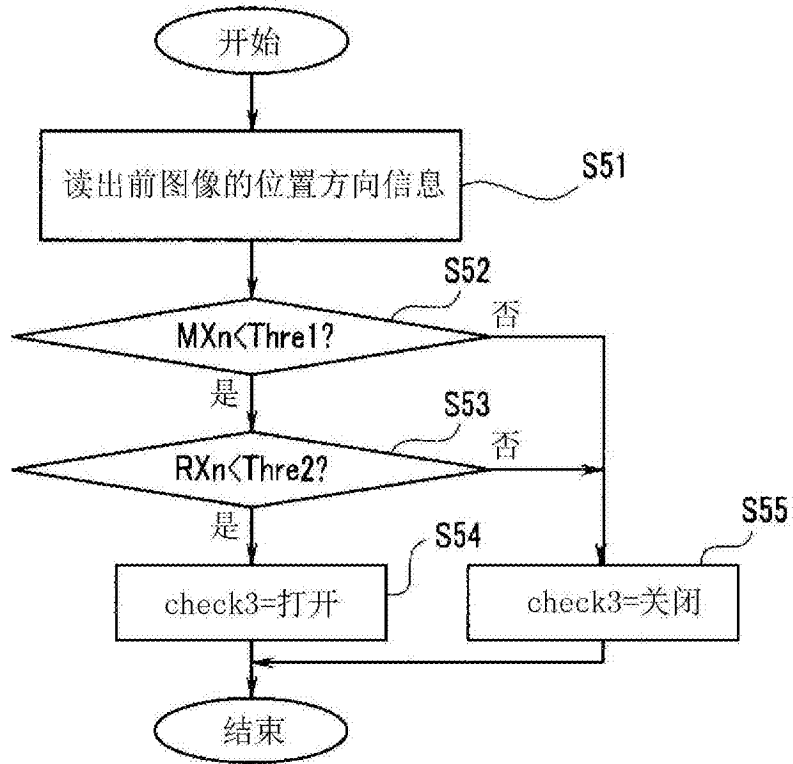 开始
读出前图像的位置方向信息
S51
S52
MXn<Thre1?
否
是
S53
RXn<Thre2?
否
是
S54
S55
check3=打开
check3=关闭
结束